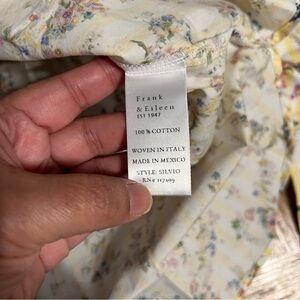 Frank
& Eileen
EST 1947
100% COTTON
WOVEN IN ITALY
MADE IN MEXICO
STYLE: SILVIO
RN# 117409